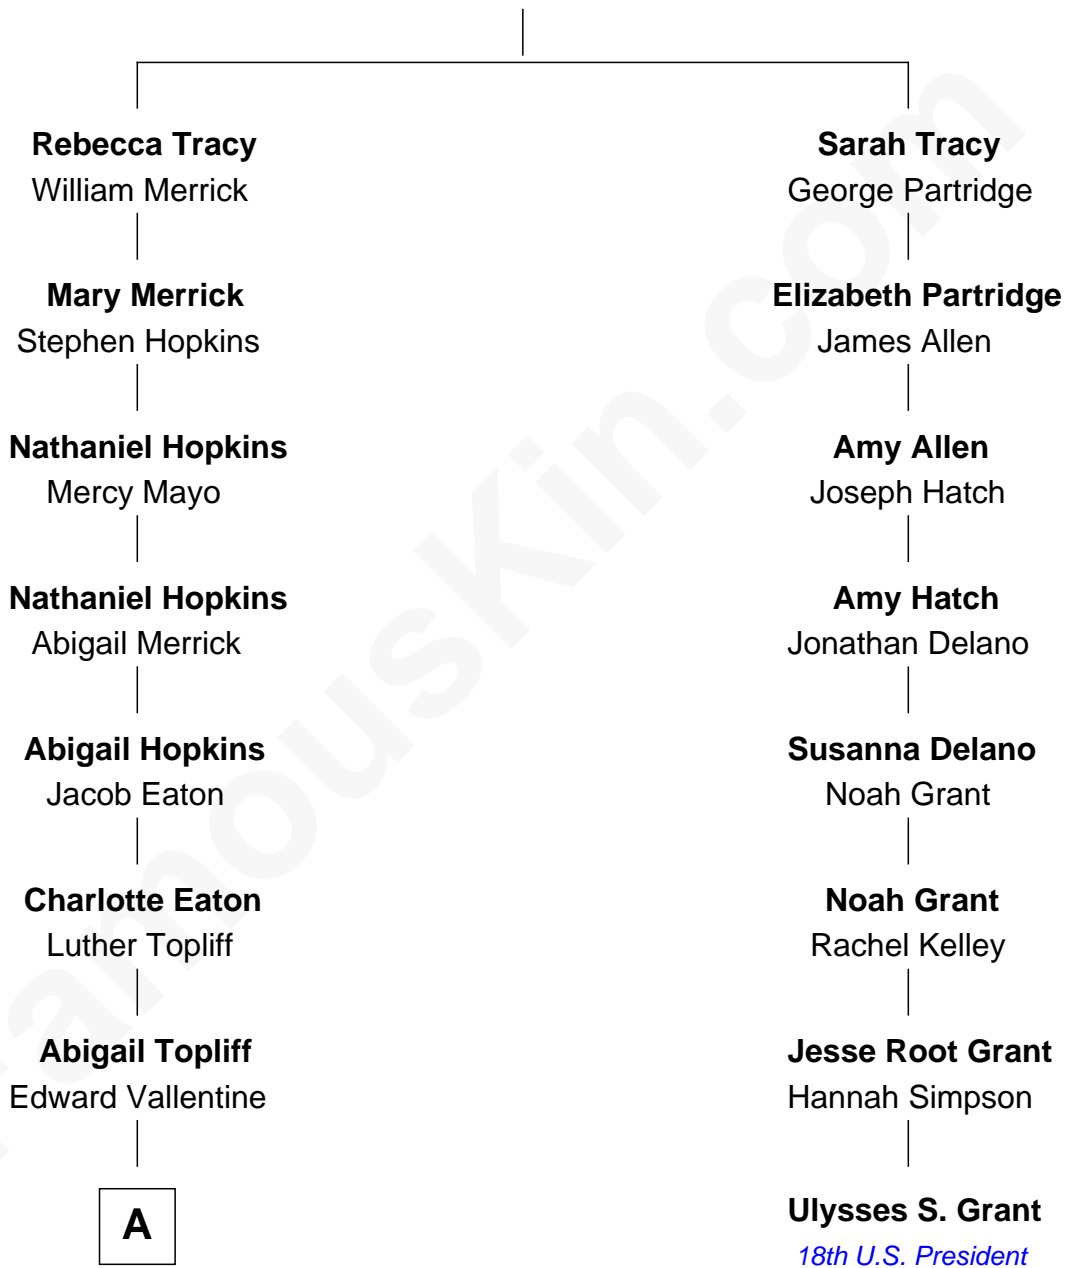 Rebecca Tracy
William Merrick
Sarah Tracy
George Partridge
Mary Merrick
Stephen Hopkins
Elizabeth Partridge
James Allen
Nathaniel Hopkins
Mercy Mayo
Amy Allen
Joseph Hatch
Nathaniel Hopkins
Abigail Merrick
Amy Hatch
Jonathan Delano
Abigail Hopkins
Jacob Eaton
Susanna Delano
Noah Grant
Charlotte Eaton
Luther Topliff
Noah Grant
Rachel Kelley
Abigail Topliff
Edward Vallentine
Jesse Root Grant
Hannah Simpson
A
Ulysses S. Grant
18th U.S. President
FamousKin.com